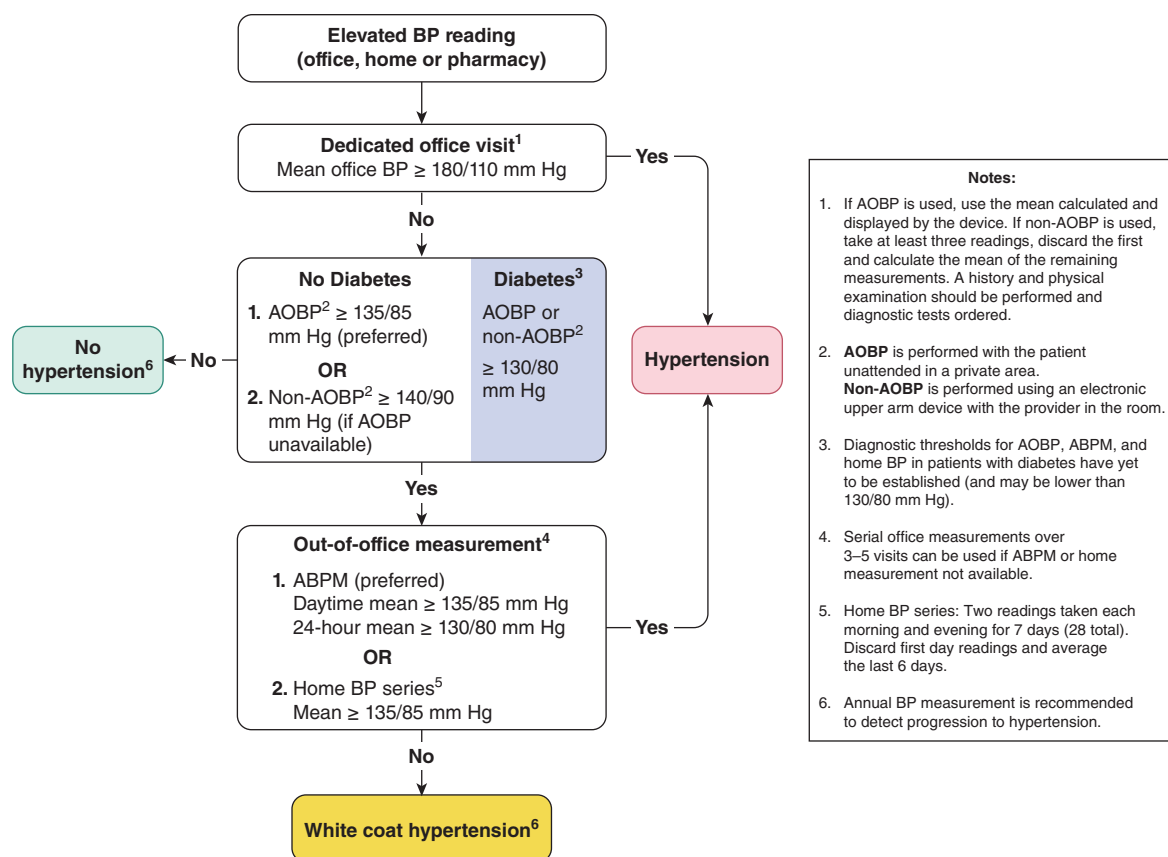 Elevated BP reading
(office, home or pharmacy)
Dedicated office visit¹
Mean office BP ≥ 180/110 mm Hg
Yes
No
No Diabetes
1. AOBP² ≥ 135/85
mm Hg (preferred)
OR
2. Non-AOBP² ≥ 140/90
mm Hg (if AOBP
unavailable)
Diabetes³
AOBP or
non-AOBP²
≥ 130/80
mm Hg
No
No
hypertension⁶
Hypertension
Yes
Out-of-office measurement⁴
1. ABPM (preferred)
Daytime mean ≥ 135/85 mm Hg
24-hour mean ≥ 130/80 mm Hg
OR
2. Home BP series⁵
Mean ≥ 135/85 mm Hg
Yes
No
White coat hypertension⁶
Notes:
1. If AOBP is used, use the mean calculated and
displayed by the device. If non-AOBP is used,
take at least three readings, discard the first
and calculate the mean of the remaining
measurements. A history and physical
examination should be performed and
diagnostic tests ordered.
2. AOBP is performed with the patient
unattended in a private area.
Non-AOBP is performed using an electronic
upper arm device with the provider in the room.
3. Diagnostic thresholds for AOBP, ABPM, and
home BP in patients with diabetes have yet
to be established (and may be lower than
130/80 mm Hg).
4. Serial office measurements over
3–5 visits can be used if ABPM or home
measurement not available.
5. Home BP series: Two readings taken each
morning and evening for 7 days (28 total).
Discard first day readings and average
the last 6 days.
6. Annual BP measurement is recommended
to detect progression to hypertension.